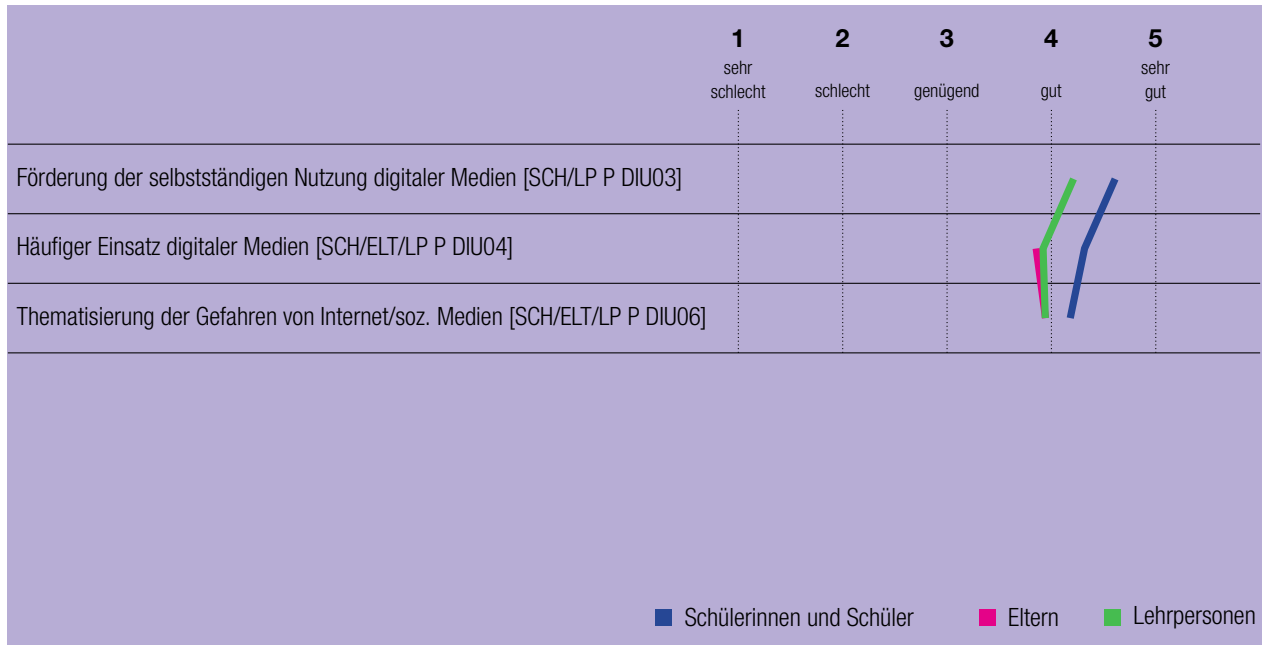 1 2 3 4 5
sehr schlecht schlecht genügend gut sehr gut
Förderung der selbstständigen Nutzung digitaler Medien [SCH/LP P DIU03]
Häufiger Einsatz digitaler Medien [SCH/ELT/LP P DIU04]
Thematisierung der Gefahren von Internet/soz. Medien [SCH/ELT/LP P DIU06]
Schülerinnen und Schüler Eltern Lehrpersonen